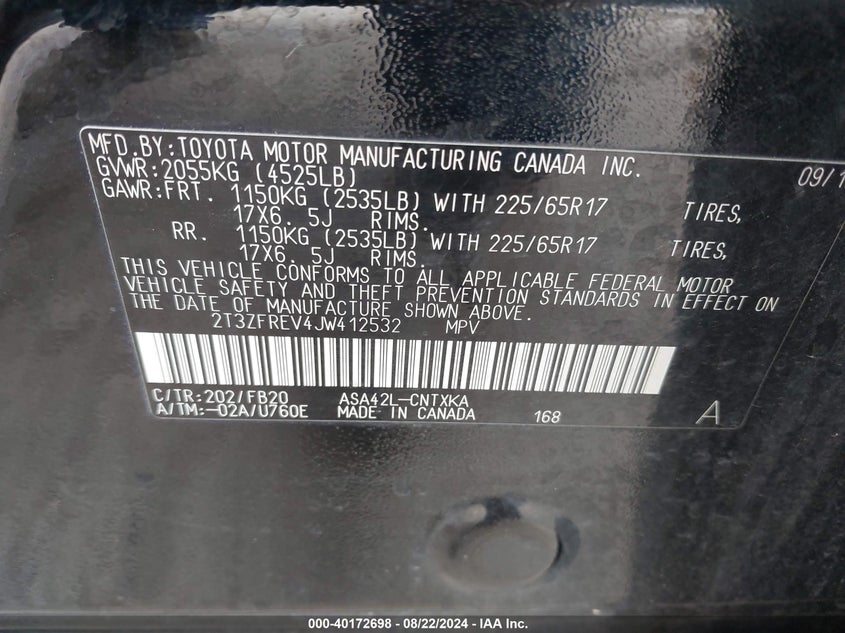 MFD.BY:TOYOTA MOTOR MANUFACTURING CANADA INC.
GVWR:2055KG (4525LB) 09/1
GAWR:FRT. 1150KG (2535LB) WITH 225/65R17 TIRES,
17X6. 5J RIMS.
RR. 1150KG (2535LB) WITH 225/65R17 TIRES,
17X6. 5J RIMS.
THIS VEHICLE CONFORMS TO ALL APPLICABLE FEDERAL MOTOR
VEHICLE SAFETY AND THEFT PREVENTION STANDARDS IN EFFECT ON
THE DATE OF MANUFACTURE SHOWN ABOVE.
2T3ZFREV4JW412532 MPV
C/TR:202/FB20 ASA42L-CNTXKA
A/TM:-02A/U760E MADE IN CANADA 168 A
000-40172698 - 08/22/2024 - IAA Inc.